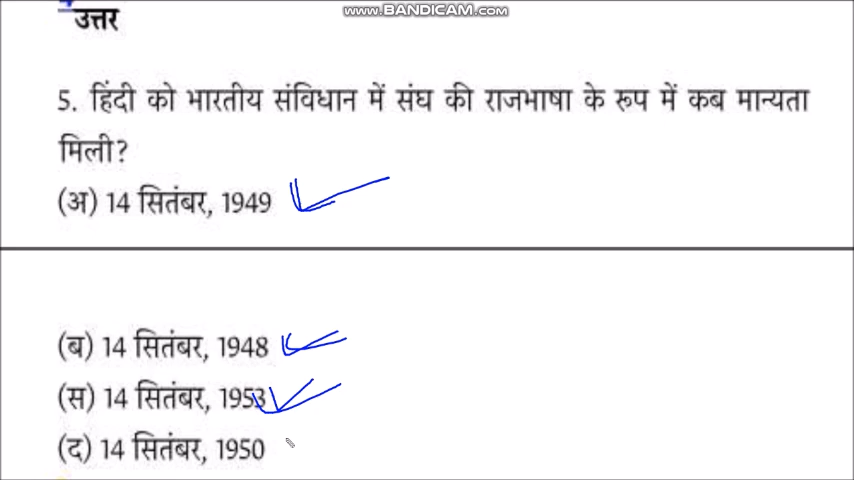 www.BANDICAM.com
उत्तर
5. हिंदी को भारतीय संविधान में संघ की राजभाषा के रूप में कब मान्यता
मिली?
(अ) 14 सितंबर, 1949
(ब) 14 सितंबर, 1948
(स) 14 सितंबर, 1953
(द) 14 सितंबर, 1950